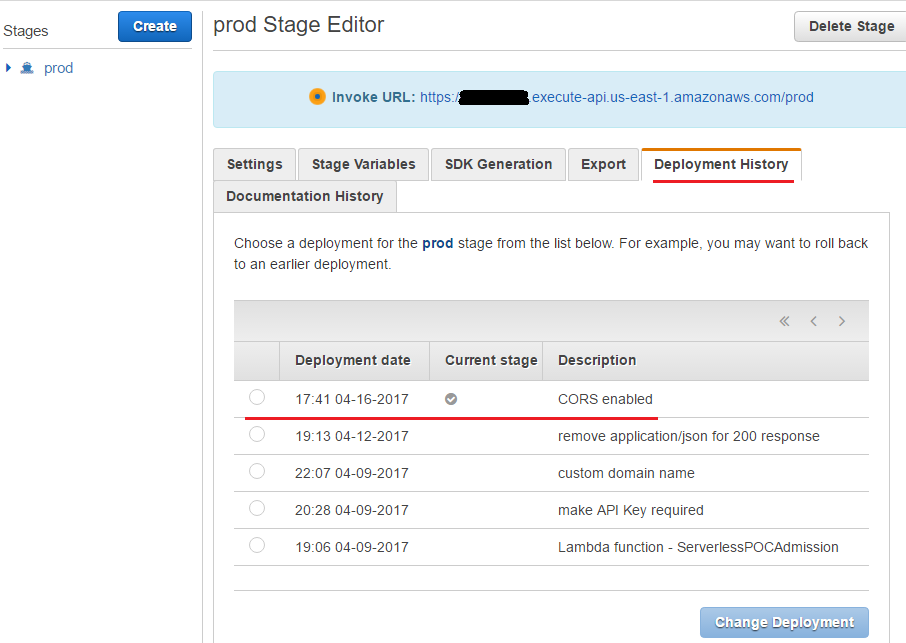 Stages
Create
prod
prod Stage Editor
Delete Stage
Invoke URL: https:/ .execute-api.us-east-1.amazonaws.com/prod
Settings
Stage Variables
SDK Generation
Export
Deployment History
Documentation History
Choose a deployment for the prod stage from the list below. For example, you may want to roll back
to an earlier deployment.
Deployment date Current stage Description
17:41 04-16-2017 CORS enabled
19:13 04-12-2017 remove application/json for 200 response
22:07 04-09-2017 custom domain name
20:28 04-09-2017 make API Key required
19:06 04-09-2017 Lambda function - ServerlessPOCAdmission
Change Deployment